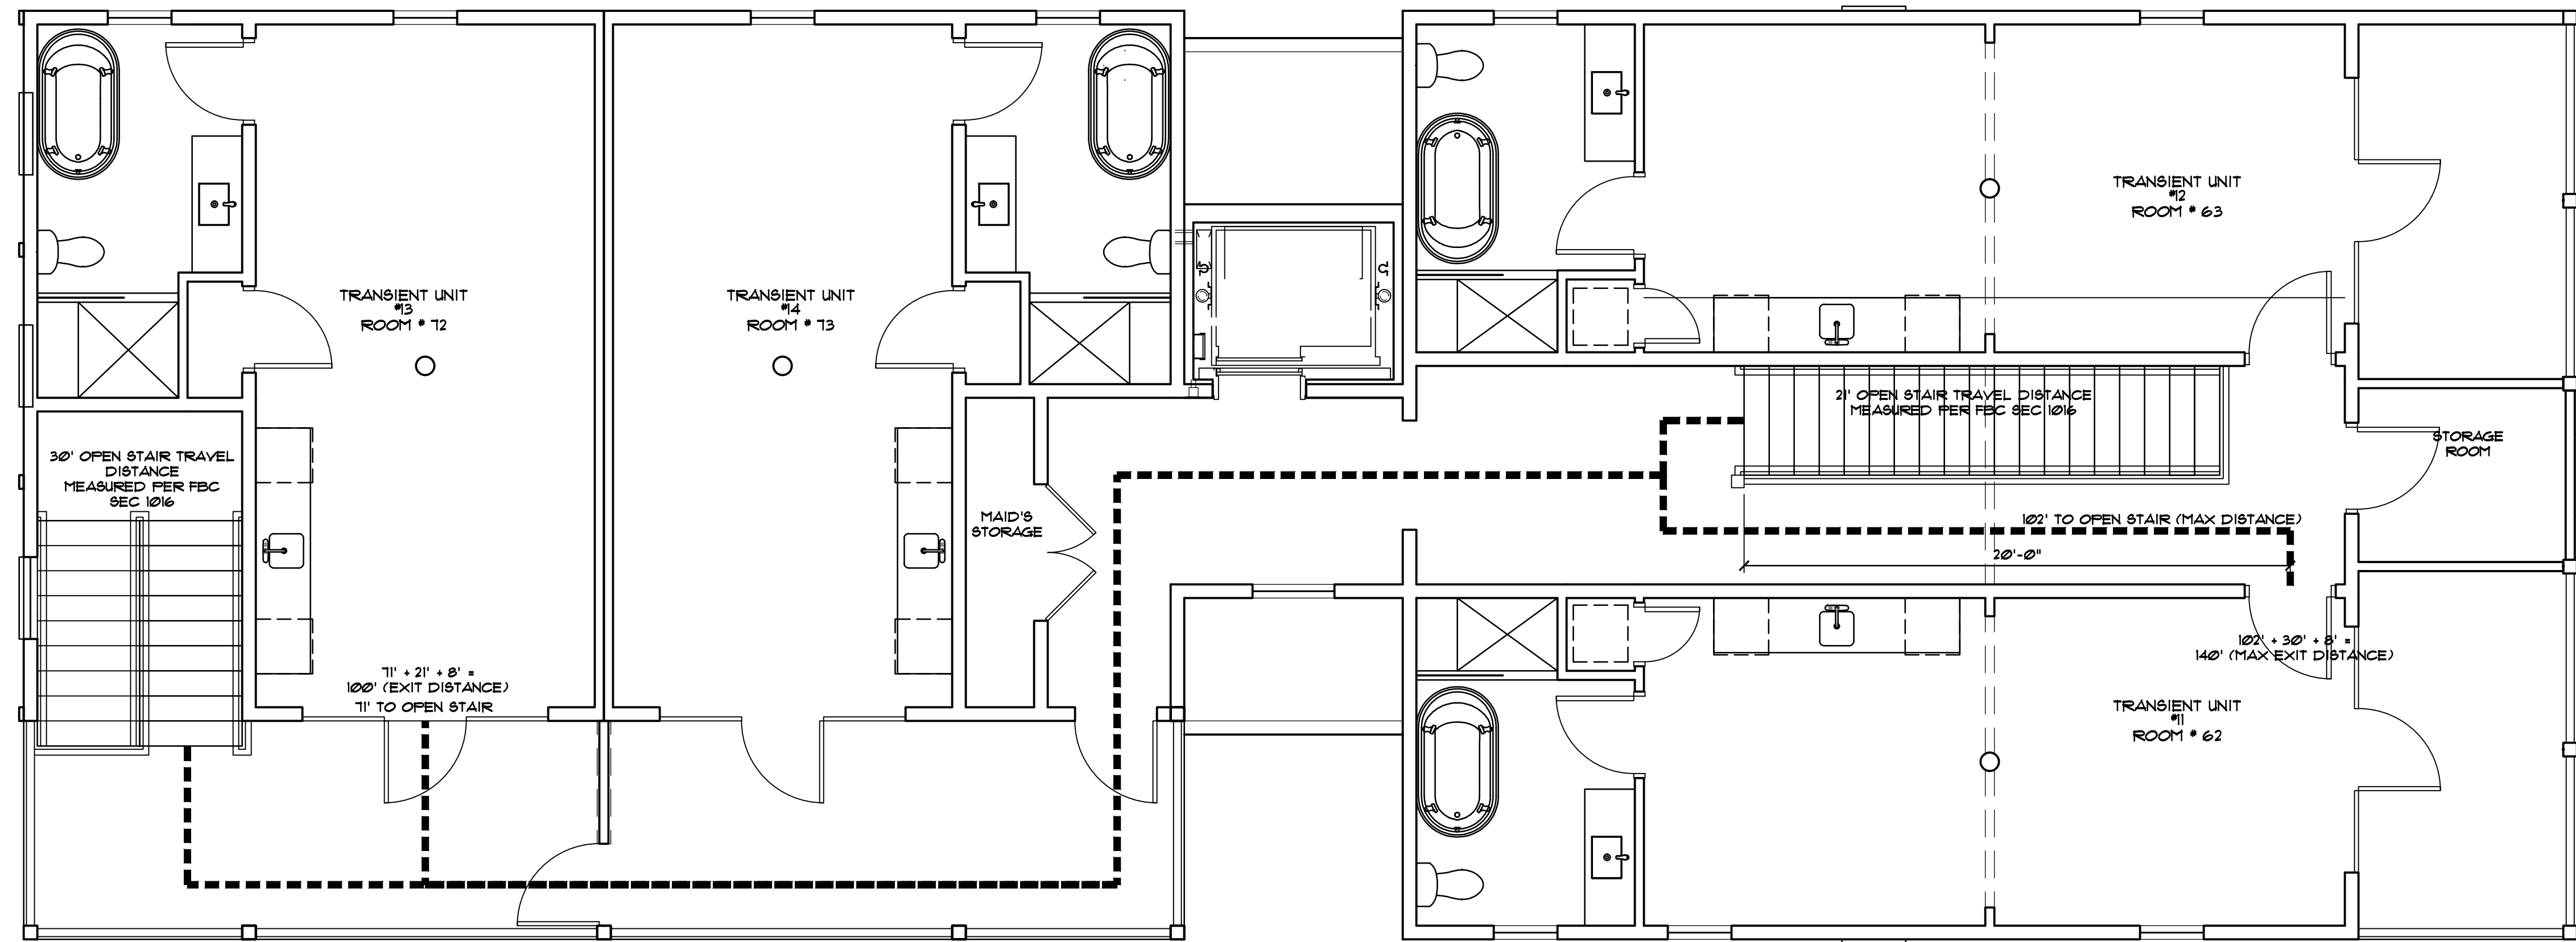 TRANSIENT UNIT
#13
ROOM # 72
TRANSIENT UNIT
#14
ROOM # 73
TRANSIENT UNIT
#12
ROOM # 63
21' OPEN STAIR TRAVEL DISTANCE
MEASURED PER FBC SEC 1016
STORAGE
ROOM
30' OPEN STAIR TRAVEL
DISTANCE
MEASURED PER FBC
SEC 1016
MAID'S
STORAGE
102' TO OPEN STAIR (MAX DISTANCE)
20'-0"
102' + 30' + 8' =
140' (MAX EXIT DISTANCE)
71' + 21' + 8' =
100' (EXIT DISTANCE)
71' TO OPEN STAIR
TRANSIENT UNIT
#11
ROOM # 62